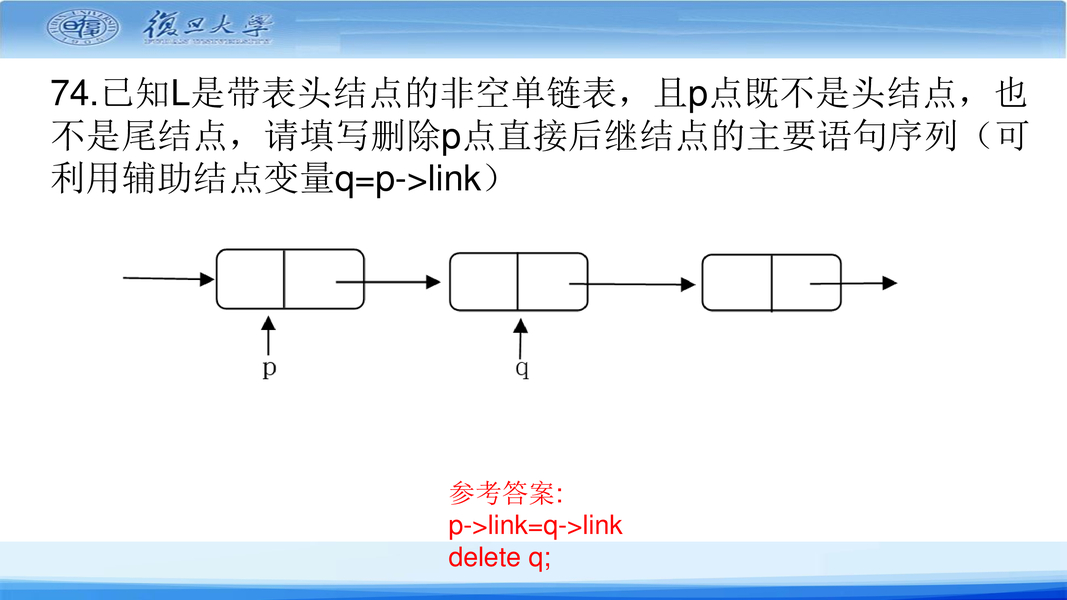 復旦大學
74.已知L是带表头结点的非空单链表，且p点既不是头结点，也
不是尾结点，请填写删除p点直接后继结点的主要语句序列（可
利用辅助结点变量q=p->link）
p
q
参考答案:
p->link=q->link
delete q;